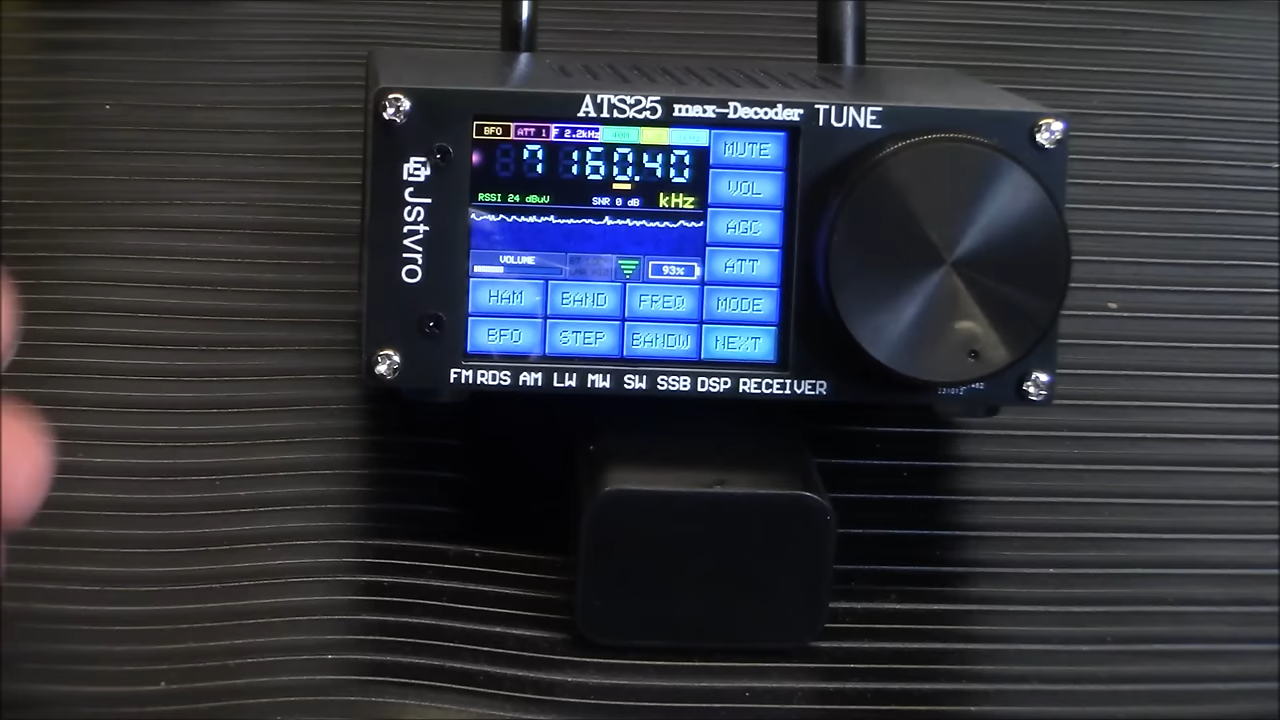 ATS25 max-Decoder TUNE
Jstvro
BFO ATT 1 F 2.2kHz
7160.40
RSSI 24 dBuV SNR 0 dB kHz
VOLUME 93%
MUTE
VOL
AGC
ATT
HAM BAND FREQ MODE
BFO STEP BANDW NEXT
FM RDS AM LW MW SW SSB DSP RECEIVER